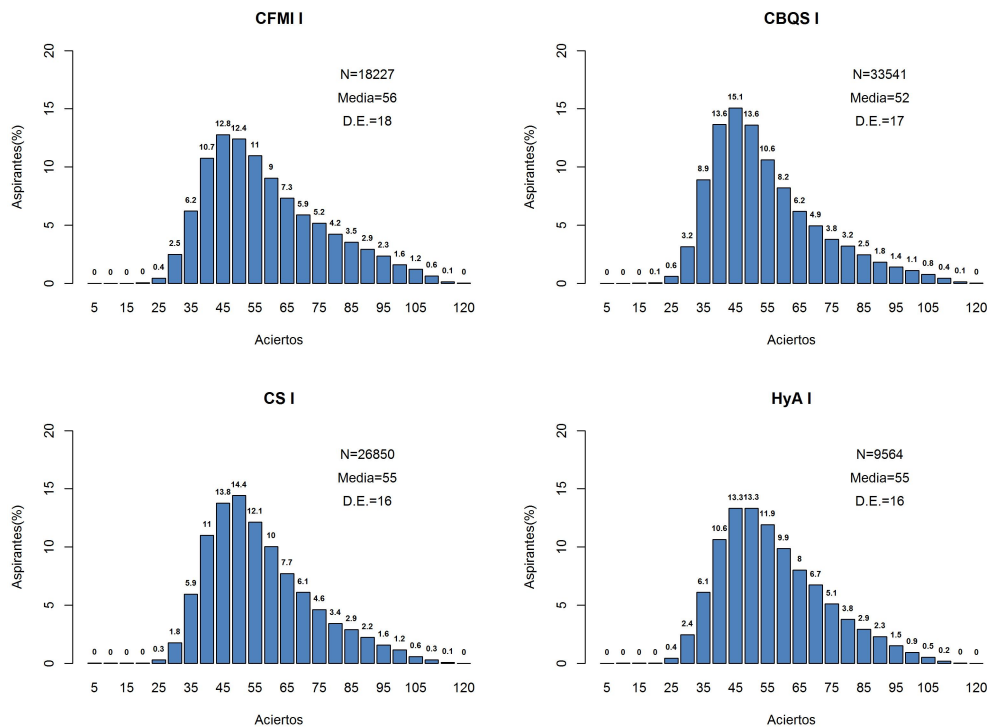 CFMI I
N=18227
Media=56
D.E.=18
Aspirantes(%)
20
15
10
5
0
0 0 0 0 0.4 2.5 6.2 10.7 12.8 12.4 11 9 7.3 5.9 5.2 4.2 3.5 2.9 2.3 1.6 1.2 0.6 0.1 0
5 15 25 35 45 55 65 75 85 95 105 120
Aciertos
CBQS I
N=33541
Media=52
D.E.=17
Aspirantes(%)
20
15
10
5
0
0 0 0 0.1 0.6 3.2 8.9 13.6 15.1 13.6 10.6 8.2 6.2 4.9 3.8 3.2 2.5 1.8 1.4 1.1 0.8 0.4 0.1 0
5 15 25 35 45 55 65 75 85 95 105 120
Aciertos
CS I
N=26850
Media=55
D.E.=16
Aspirantes(%)
20
15
10
5
0
0 0 0 0 0.3 1.8 5.9 11 13.8 14.4 12.1 10 7.7 6.1 4.6 3.4 2.9 2.2 1.6 1.2 0.6 0.3 0.1 0
5 15 25 35 45 55 65 75 85 95 105 120
Aciertos
HyA I
N=9564
Media=55
D.E.=16
Aspirantes(%)
20
15
10
5
0
0 0 0 0 0.4 2.4 6.1 10.6 13.3 13.3 11.9 9.9 8 6.7 5.1 3.8 2.9 2.3 1.5 0.9 0.5 0.2 0 0
5 15 25 35 45 55 65 75 85 95 105 120
Aciertos